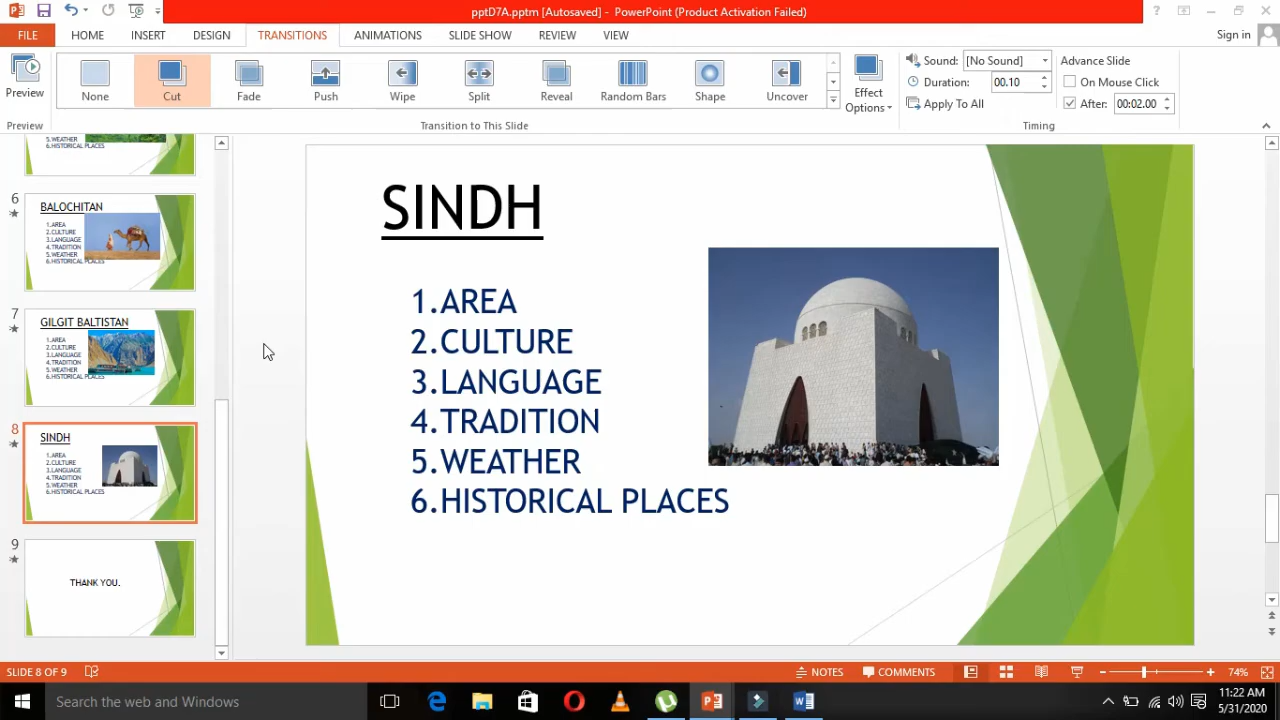 pptD7A.pptm [Autosaved] - PowerPoint (Product Activation Failed)
FILE
HOME
INSERT
DESIGN
TRANSITIONS
ANIMATIONS
SLIDE SHOW
REVIEW
VIEW
Sign in
Preview
None
Cut
Fade
Push
Wipe
Split
Reveal
Random Bars
Shape
Uncover
Effect
Options
Sound: [No Sound]
Duration: 00.10
Apply To All
Advance Slide
On Mouse Click
After: 00:02.00
Preview
Transition to This Slide
Timing
5.WEATHER
6.HISTORICAL PLACES
6
BALOCHITAN
1.AREA
2.CULTURE
3.LANGUAGE
4.TRADITION
5.WEATHER
6.HISTORICAL PLACES
7
GILGIT BALTISTAN
1.AREA
2.CULTURE
3.LANGUAGE
4.TRADITION
5.WEATHER
6.HISTORICAL PLACES
8
SINDH
1.AREA
2.CULTURE
3.LANGUAGE
4.TRADITION
5.WEATHER
6.HISTORICAL PLACES
9
THANK YOU.
SINDH
1.AREA
2.CULTURE
3.LANGUAGE
4.TRADITION
5.WEATHER
6.HISTORICAL PLACES
SLIDE 8 OF 9
NOTES
COMMENTS
74%
Search the web and Windows
11:22 AM
5/31/2020